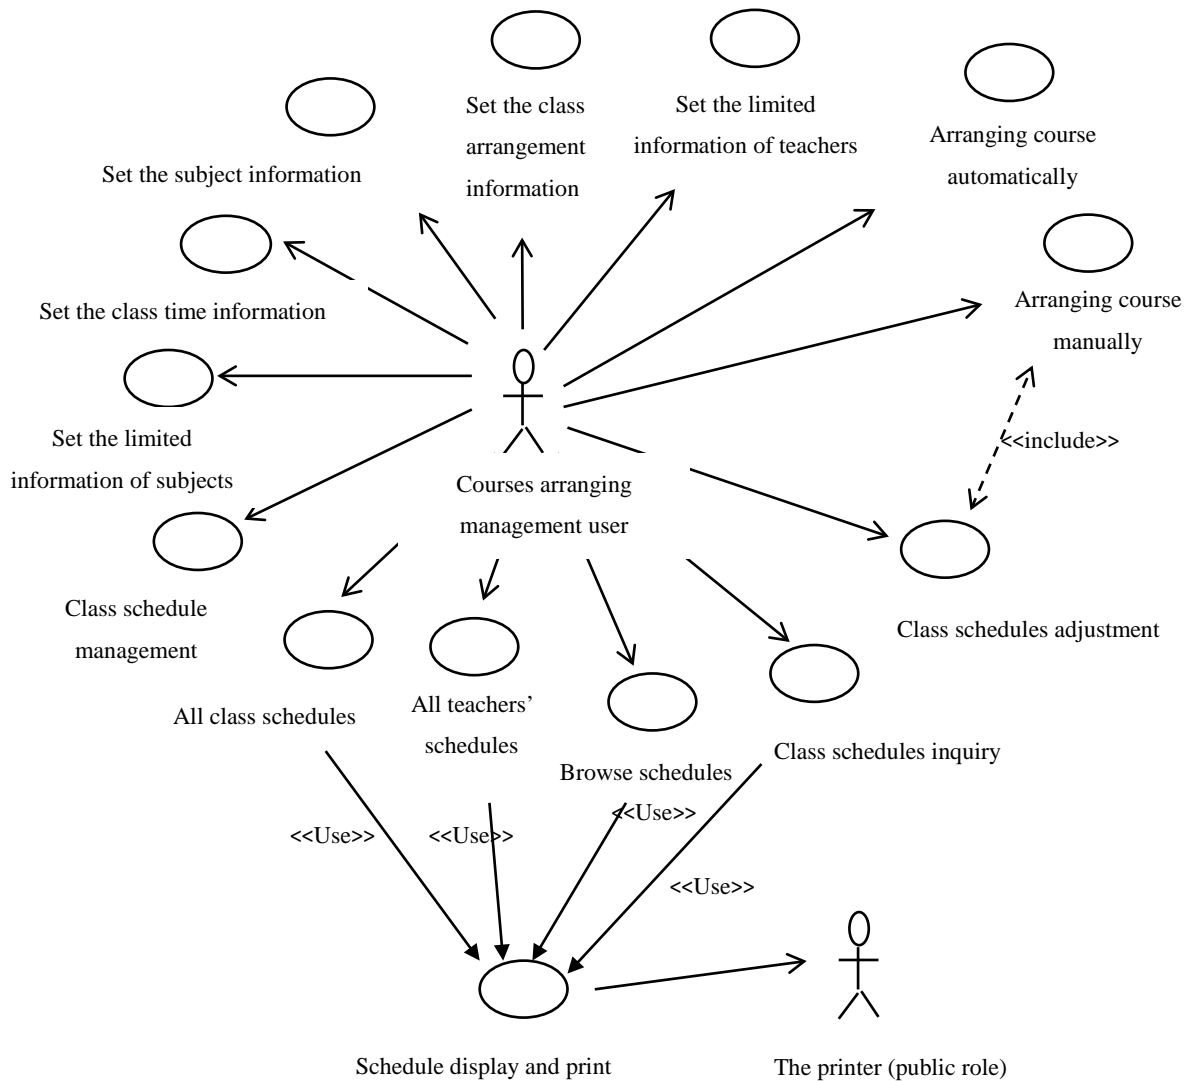 Set the class
arrangement
information
Set the limited
information of teachers
Arranging course
automatically
Set the subject information
Set the class time information
Arranging course
manually
Set the limited
information of subjects
<<include>>
Courses arranging
management user
Class schedule
management
Class schedules adjustment
All class schedules
All teachers’
schedules
Browse schedules
Class schedules inquiry
<<Use>>
<<Use>>
<<Use>>
<<Use>>
Schedule display and print
The printer (public role)